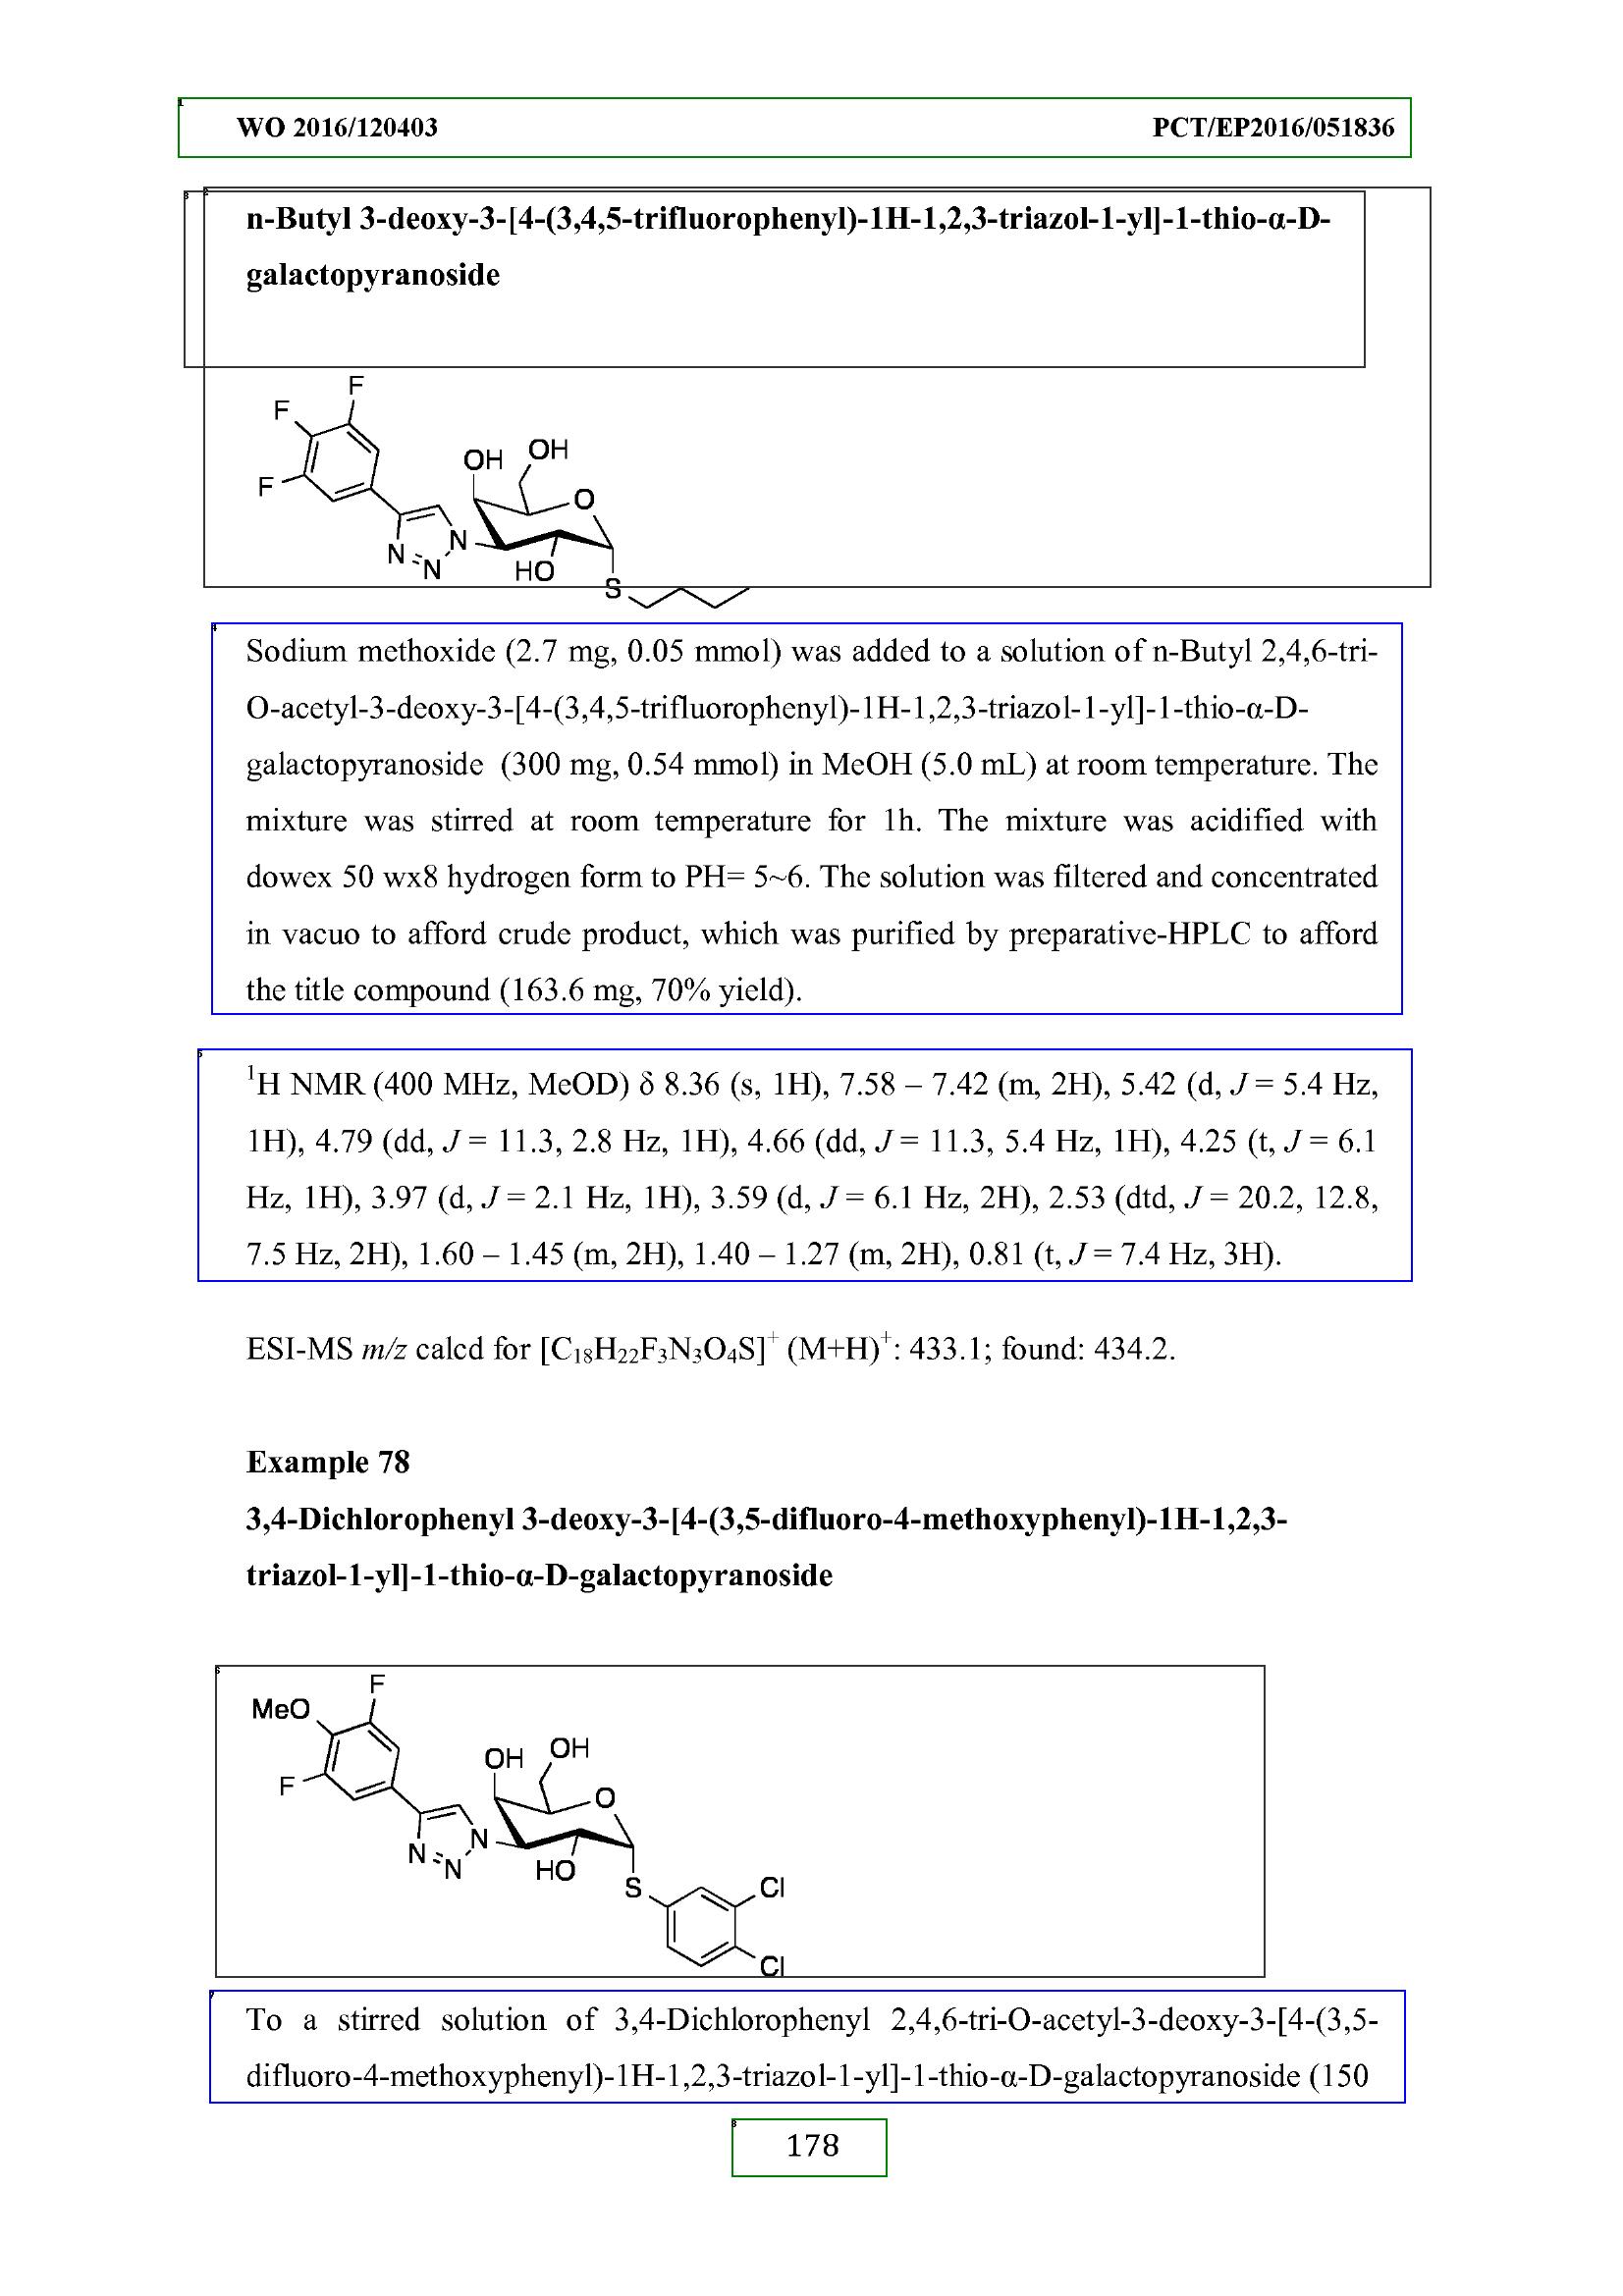 WO 2016/120403 PCT/EP2016/051836
n-Butyl 3-deoxy-3-[4-(3,4,5-trifluorophenyl)-1H-1,2,3-triazol-1-yl]-1-thio-α-D-
galactopyranoside
F
F
F
OH
OH
O
N
N
N
HO
S
Sodium methoxide (2.7 mg, 0.05 mmol) was added to a solution of n-Butyl 2,4,6-tri-
O-acetyl-3-deoxy-3-[4-(3,4,5-trifluorophenyl)-1H-1,2,3-triazol-1-yl]-1-thio-α-D-
galactopyranoside (300 mg, 0.54 mmol) in MeOH (5.0 mL) at room temperature. The
mixture was stirred at room temperature for 1h. The mixture was acidified with
dowex 50 wx8 hydrogen form to PH= 5~6. The solution was filtered and concentrated
in vacuo to afford crude product, which was purified by preparative-HPLC to afford
the title compound (163.6 mg, 70% yield).
¹H NMR (400 MHz, MeOD) δ 8.36 (s, 1H), 7.58 – 7.42 (m, 2H), 5.42 (d, J = 5.4 Hz,
1H), 4.79 (dd, J = 11.3, 2.8 Hz, 1H), 4.66 (dd, J = 11.3, 5.4 Hz, 1H), 4.25 (t, J = 6.1
Hz, 1H), 3.97 (d, J = 2.1 Hz, 1H), 3.59 (d, J = 6.1 Hz, 2H), 2.53 (dtd, J = 20.2, 12.8,
7.5 Hz, 2H), 1.60 – 1.45 (m, 2H), 1.40 – 1.27 (m, 2H), 0.81 (t, J = 7.4 Hz, 3H).
ESI-MS m/z calcd for [C₁₈H₂₂F₃N₃O₄S]⁺ (M+H)⁺: 433.1; found: 434.2.
Example 78
3,4-Dichlorophenyl 3-deoxy-3-[4-(3,5-difluoro-4-methoxyphenyl)-1H-1,2,3-
triazol-1-yl]-1-thio-α-D-galactopyranoside
F
MeO
F
OH
OH
O
N
N
N
HO
S
Cl
Cl
To a stirred solution of 3,4-Dichlorophenyl 2,4,6-tri-O-acetyl-3-deoxy-3-[4-(3,5-
difluoro-4-methoxyphenyl)-1H-1,2,3-triazol-1-yl]-1-thio-α-D-galactopyranoside (150
178